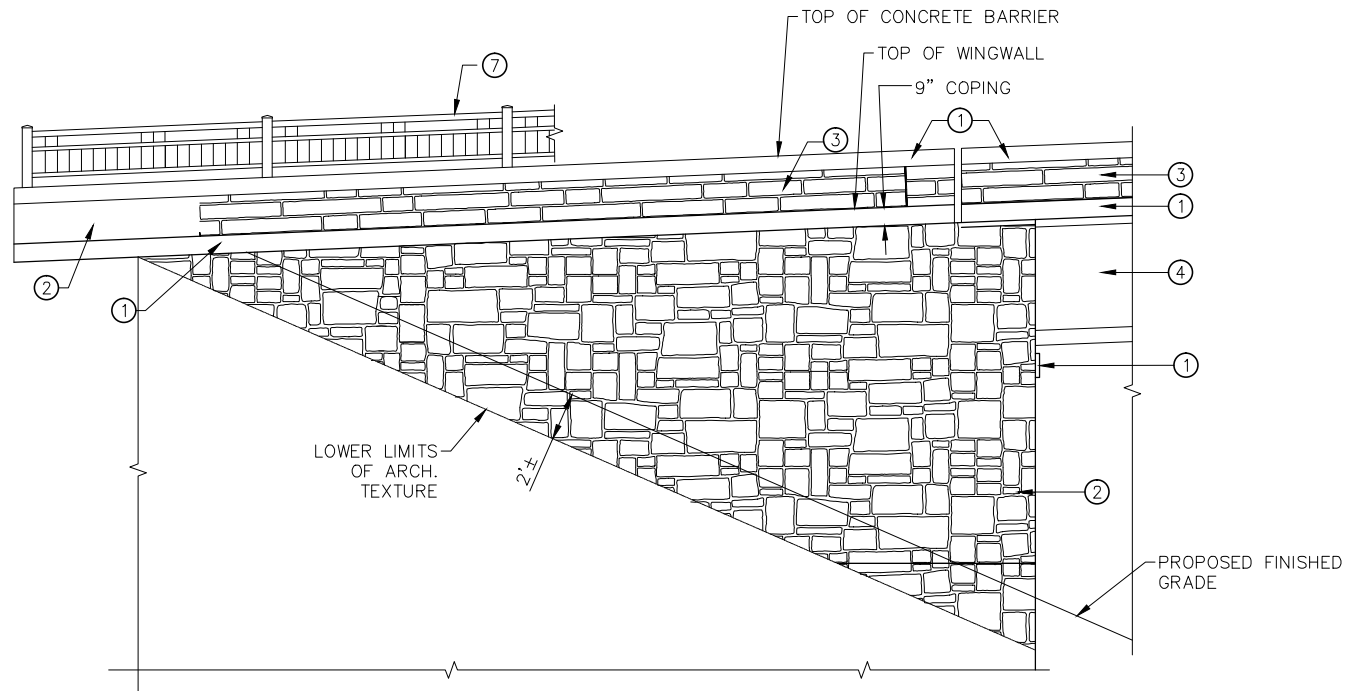 TOP OF CONCRETE BARRIER
TOP OF WINGWALL
9" COPING
7
1
3
3
1
2
4
1
1
LOWER LIMITS
OF ARCH.
TEXTURE
2'±
2
PROPOSED FINISHED
GRADE